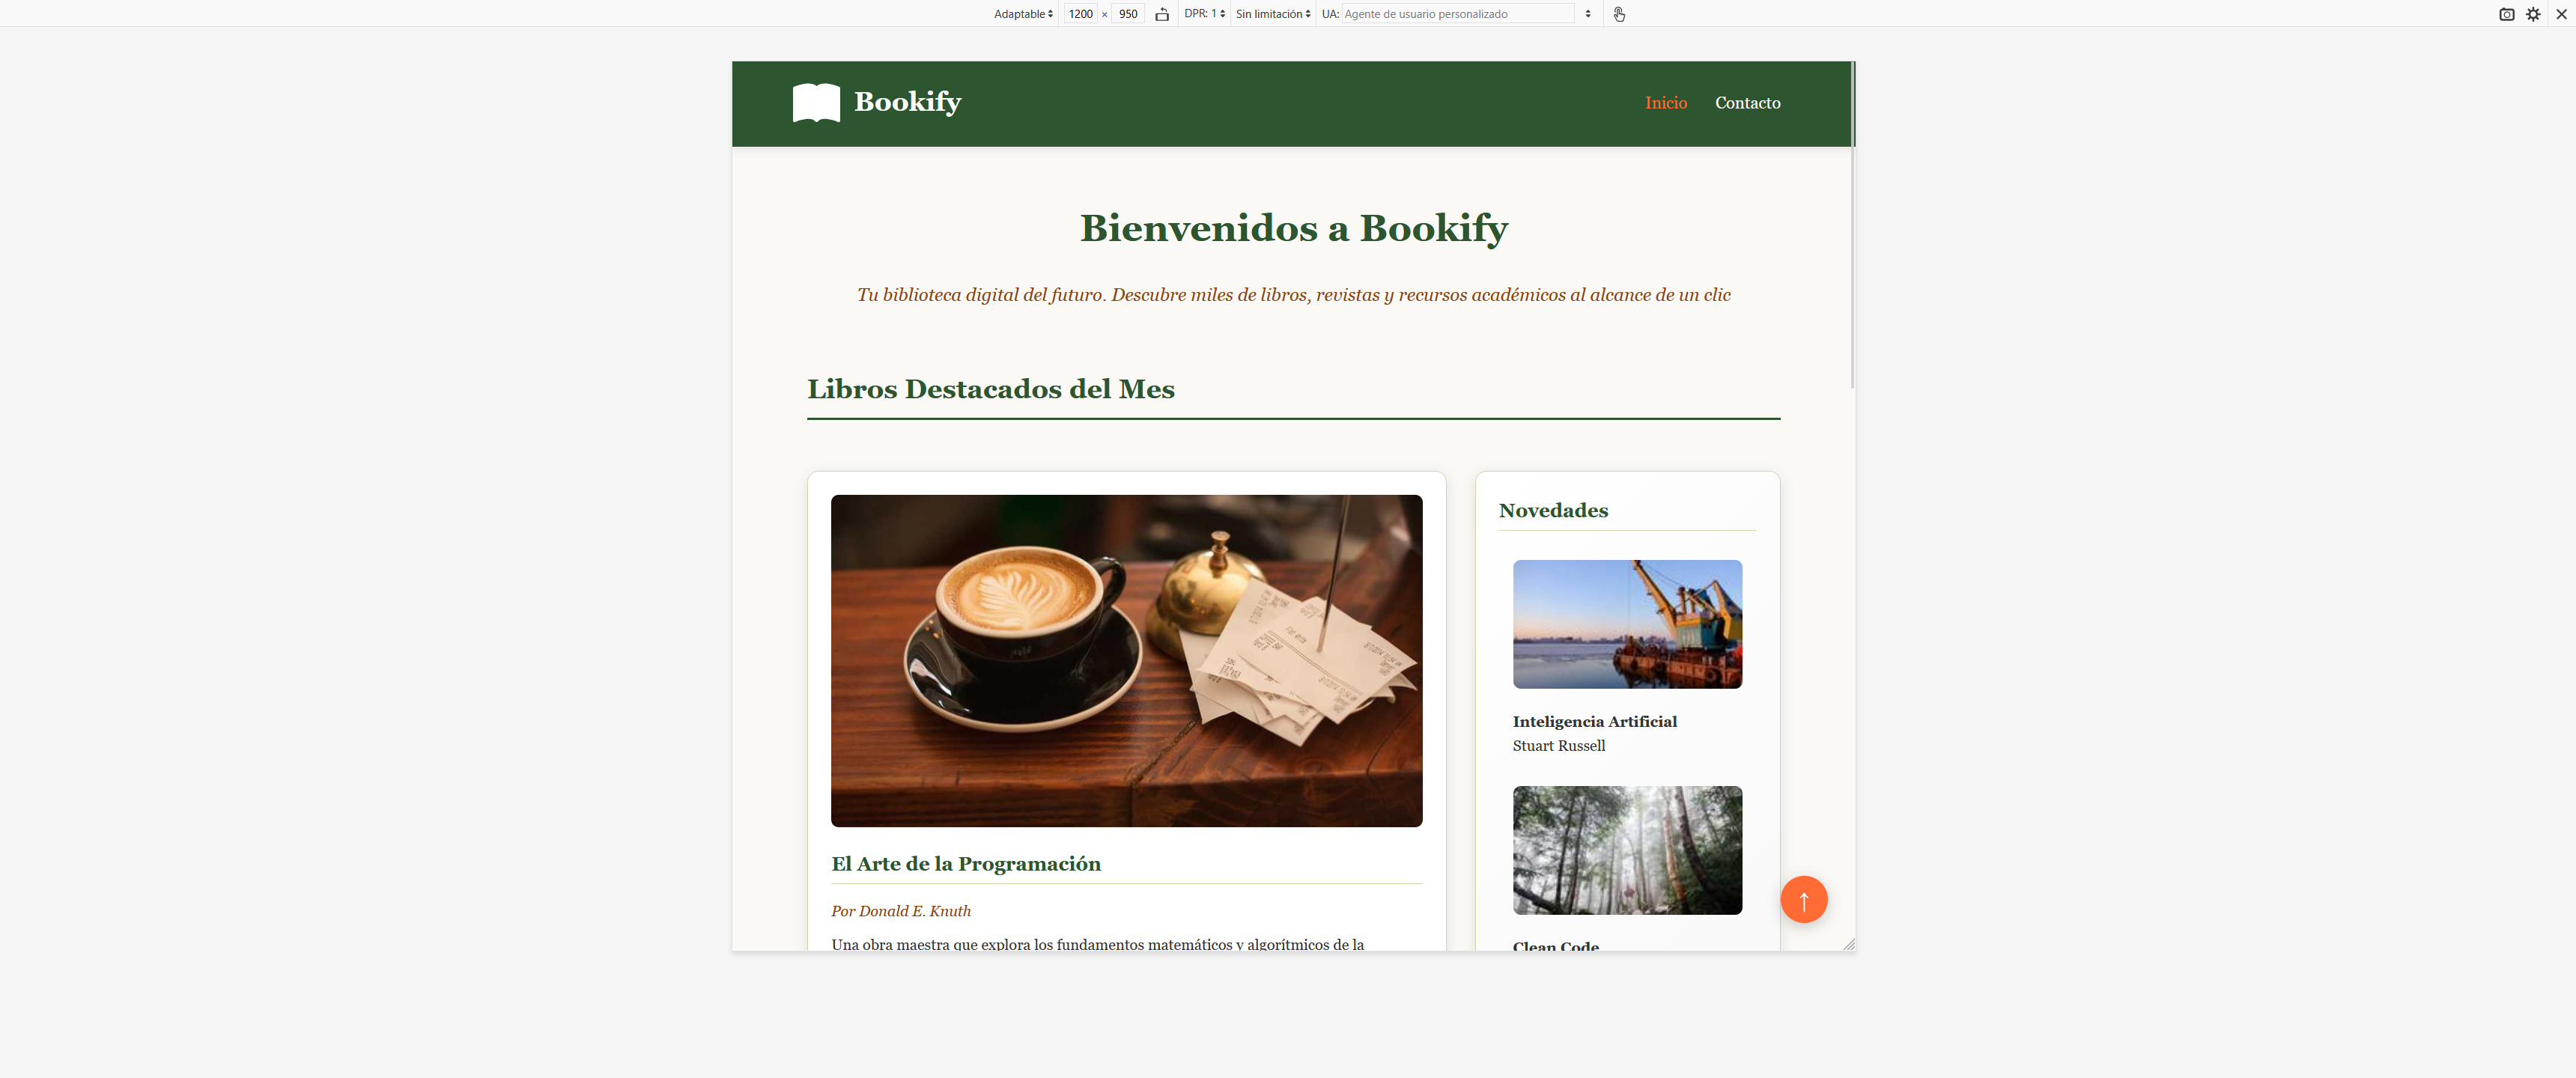 Adaptable 1200 × 950 DPR: 1 Sin limitación UA: Agente de usuario personalizado
Bookify Inicio Contacto
Bienvenidos a Bookify
Tu biblioteca digital del futuro. Descubre miles de libros, revistas y recursos académicos al alcance de un clic
Libros Destacados del Mes
Novedades
Inteligencia Artificial
Stuart Russell
El Arte de la Programación
Por Donald E. Knuth
Una obra maestra que explora los fundamentos matemáticos y algorítmicos de la
Clean Code